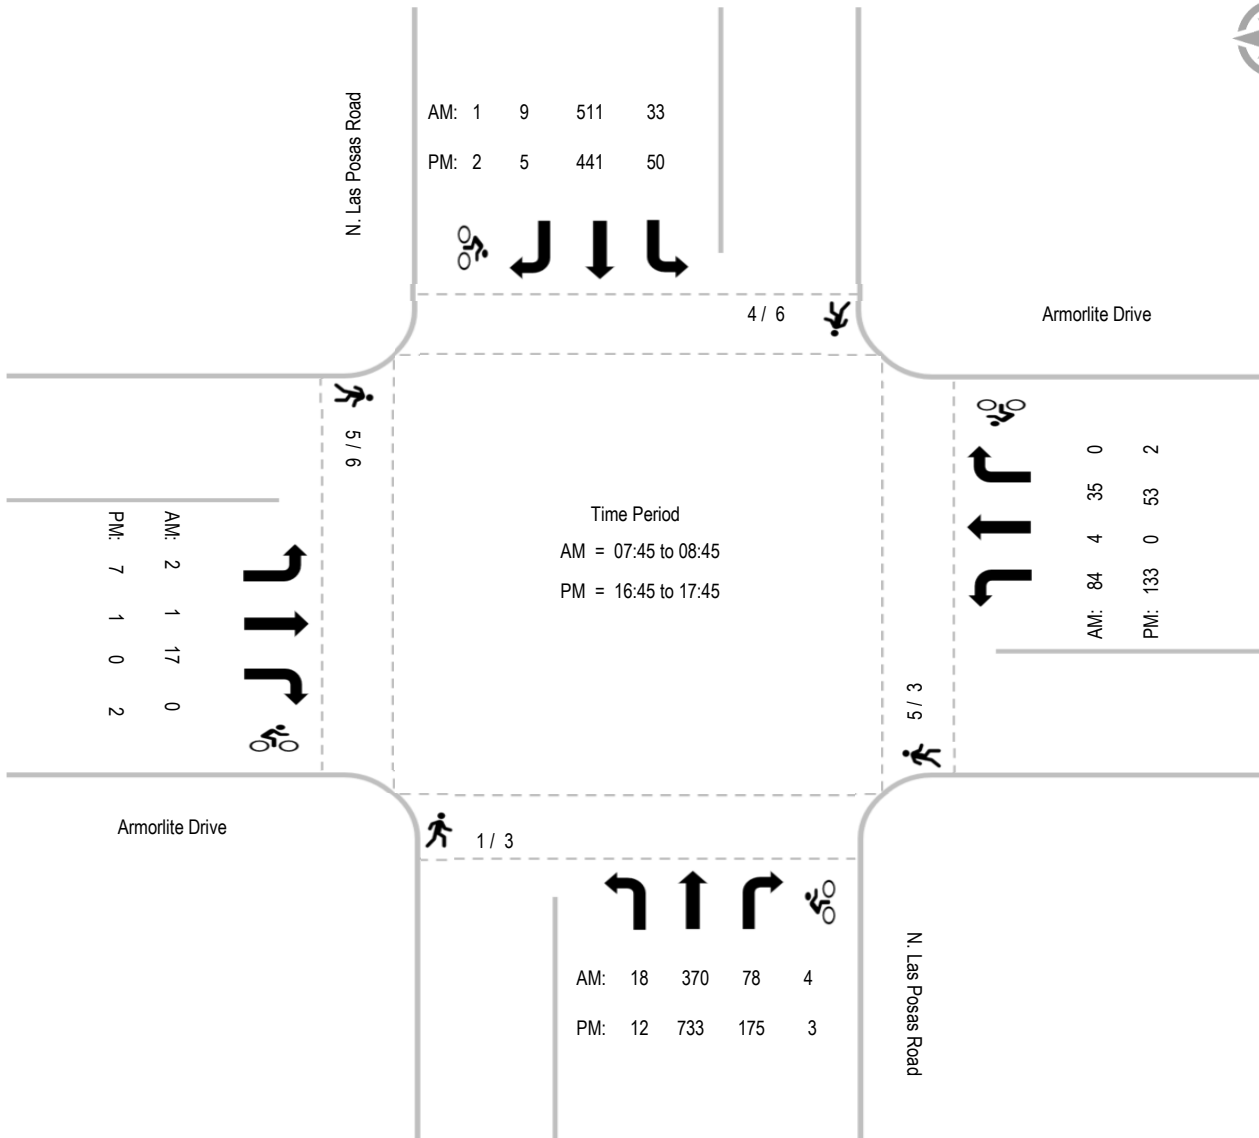 N. Las Posas Road
AM: 1 9 511 33
PM: 2 5 441 50
4 / 6
Armorlite Drive
5 / 6
Time Period
AM = 07:45 to 08:45
PM = 16:45 to 17:45
PM: 7 1 0 2
AM: 2 1 17 0
AM: 84 4 35 0
PM: 133 0 53 2
5 / 3
Armorlite Drive
1 / 3
AM: 18 370 78 4
PM: 12 733 175 3
N. Las Posas Road